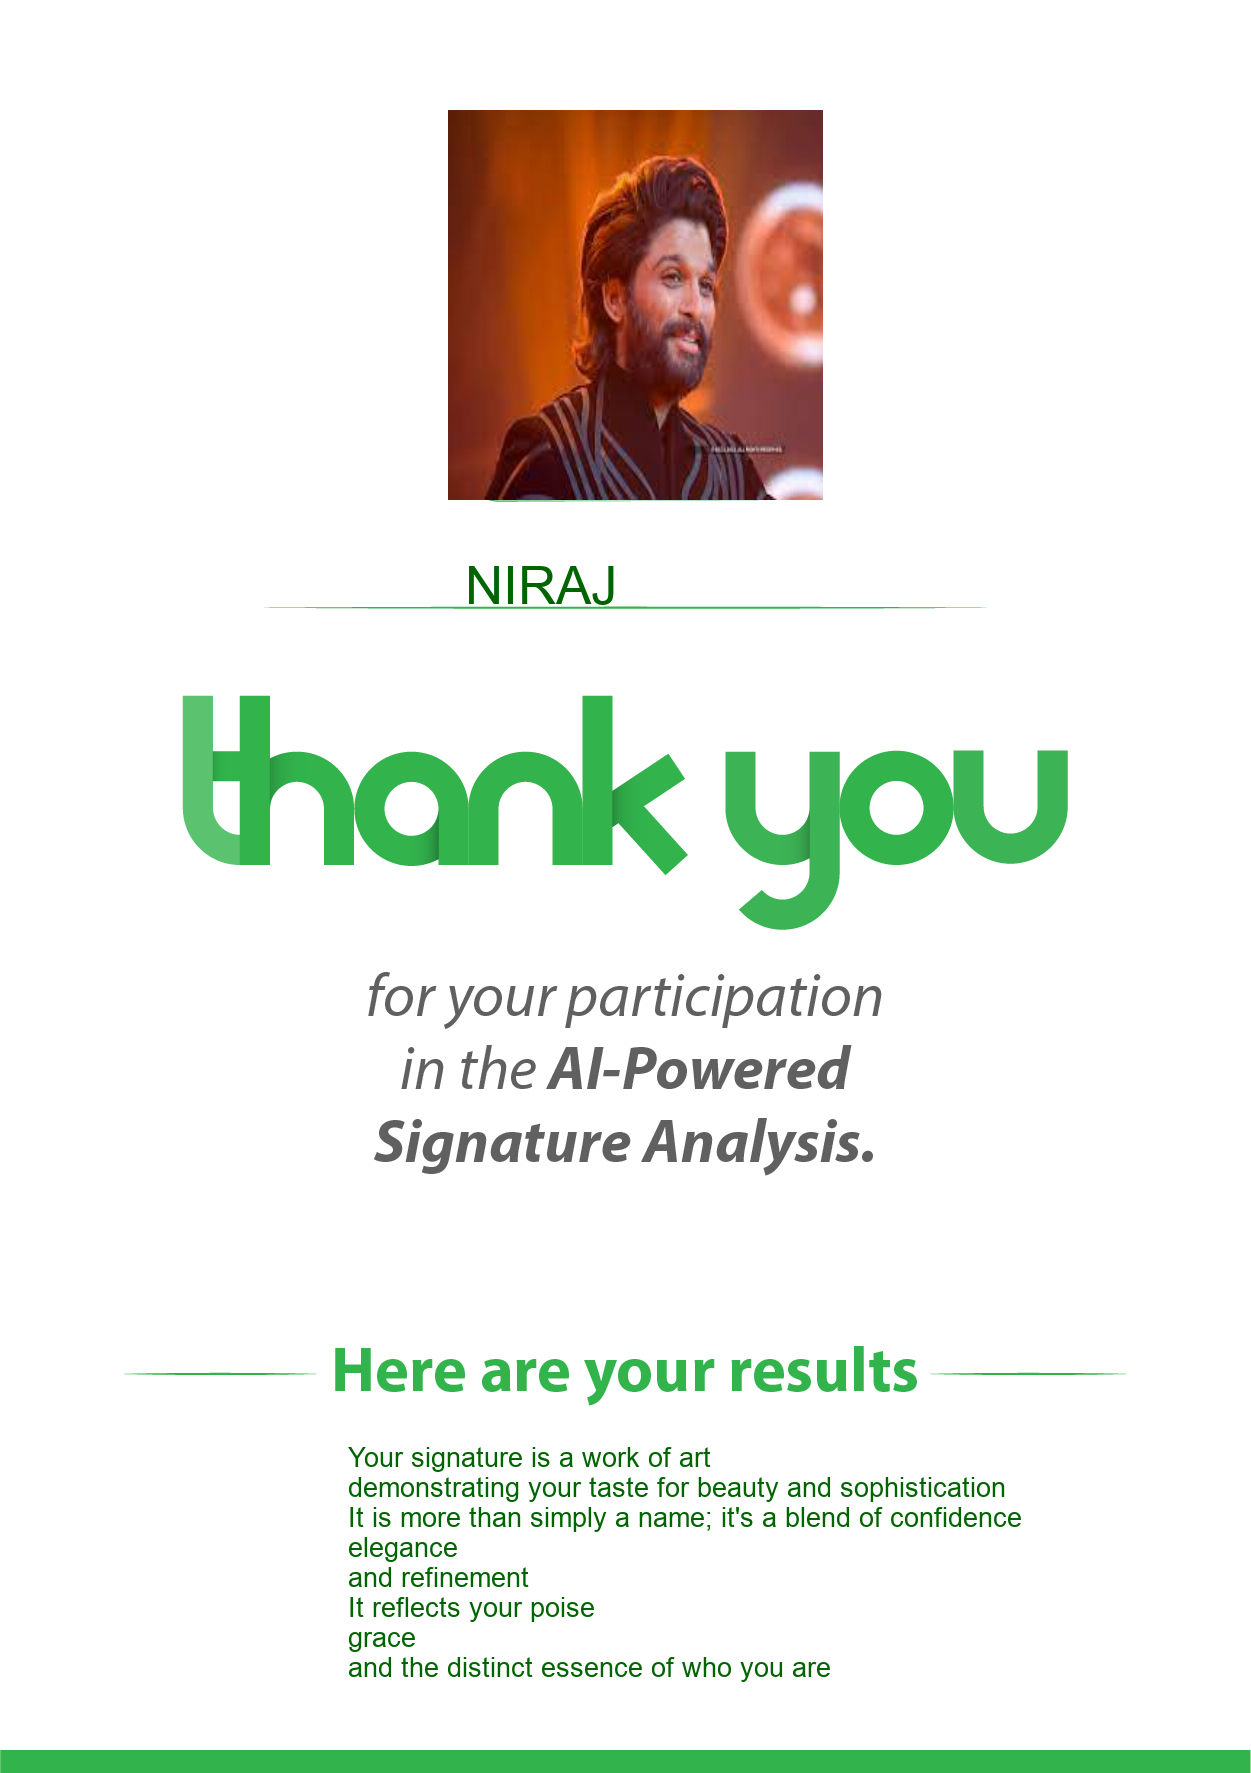 NIRAJ
thank you
for your participation
in the AI-Powered
Signature Analysis.
Here are your results
Your signature is a work of art
demonstrating your taste for beauty and sophistication
It is more than simply a name; it's a blend of confidence
elegance
and refinement
It reflects your poise
grace
and the distinct essence of who you are